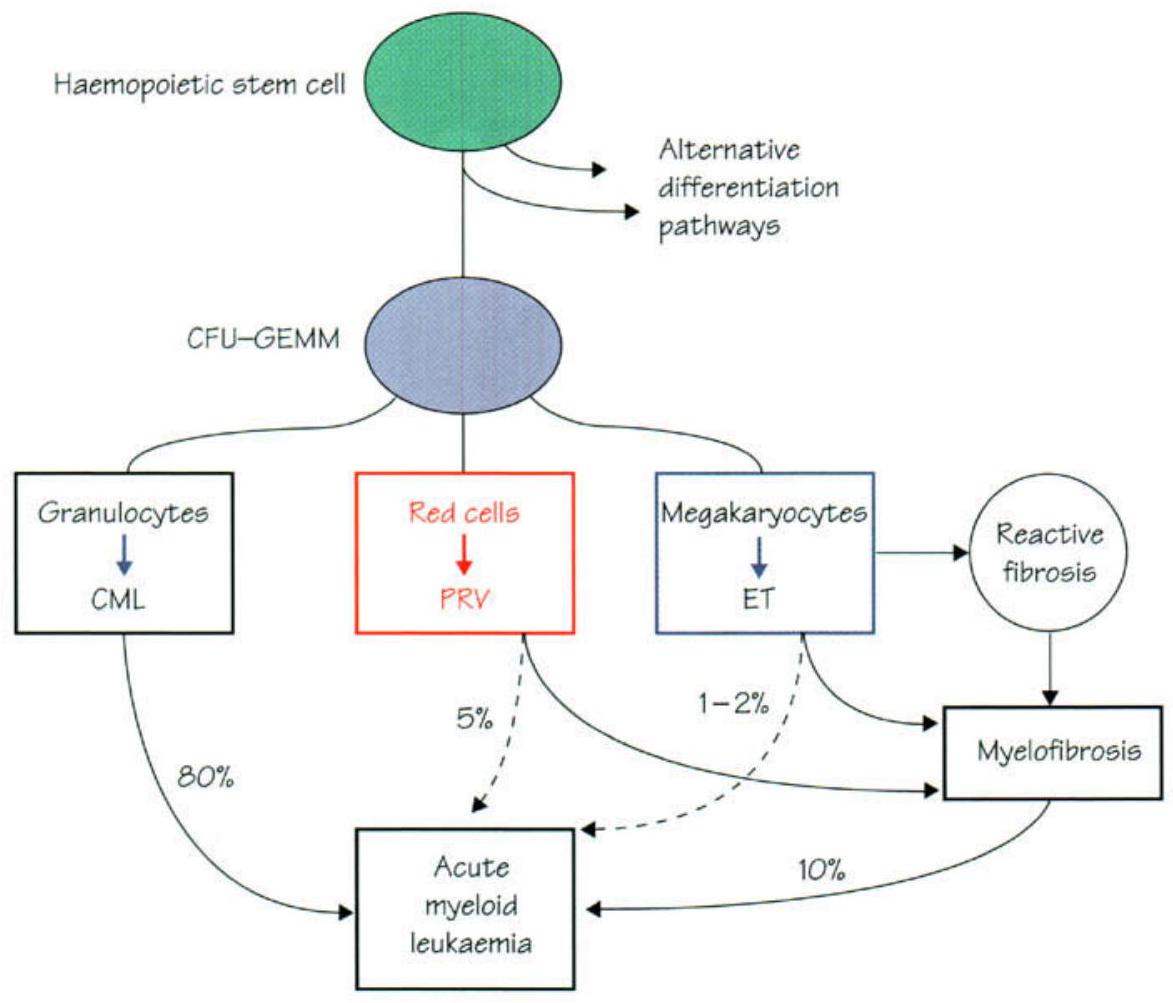 Haemopoietic stem cell
Alternative
differentiation
pathways
CFU–GEMM
Granulocytes
CML
Red cells
PRV
Megakaryocytes
ET
Reactive
fibrosis
5%
1–2%
80%
Myelofibrosis
10%
Acute
myeloid
leukaemia